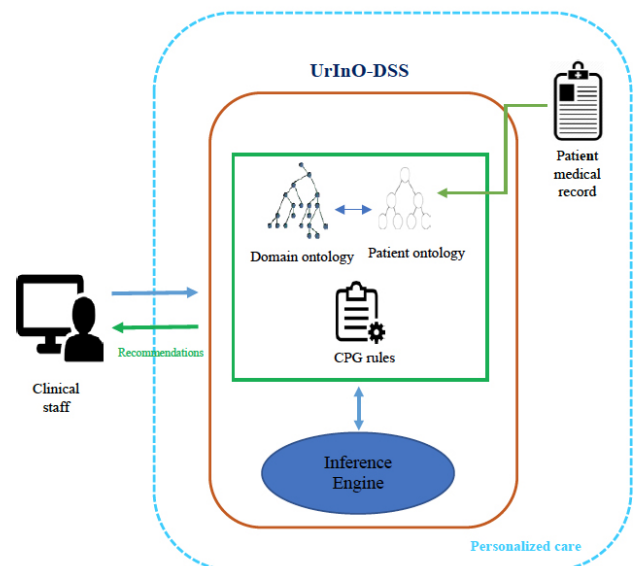 UrInO-DSS
Patient
medical
record
Domain ontology
Patient ontology
CPG rules
Recommendations
Clinical
staff
Inference
Engine
Personalized care